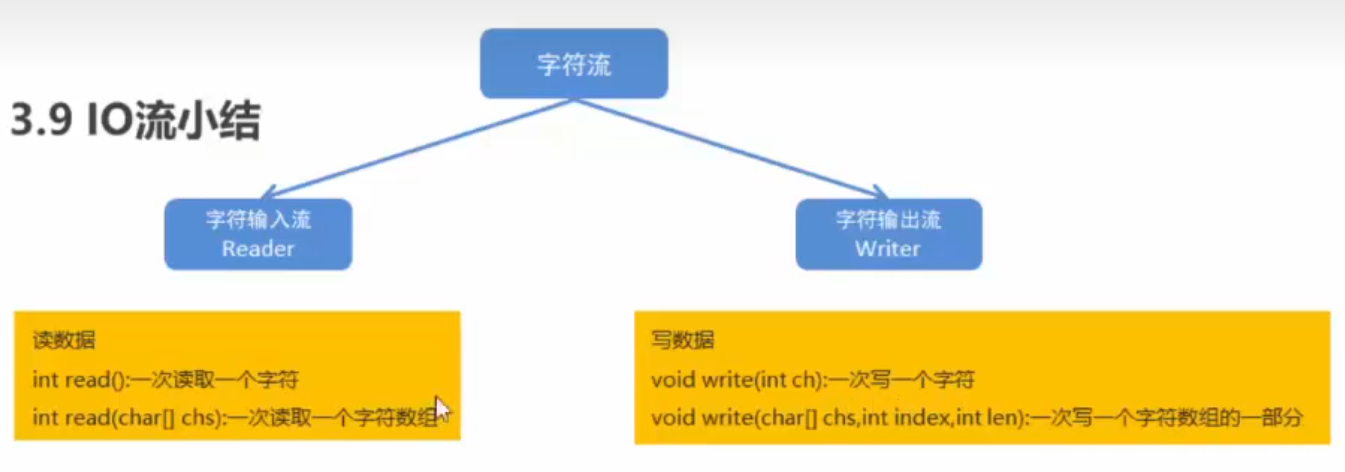 字符流
3.9 IO流小结
字符输入流
Reader
字符输出流
Writer
读数据
int read():一次读取一个字符
int read(char[] chs):一次读取一个字符数组
写数据
void write(int ch):一次写一个字符
void write(char[] chs,int index,int len):一次写一个字符数组的一部分